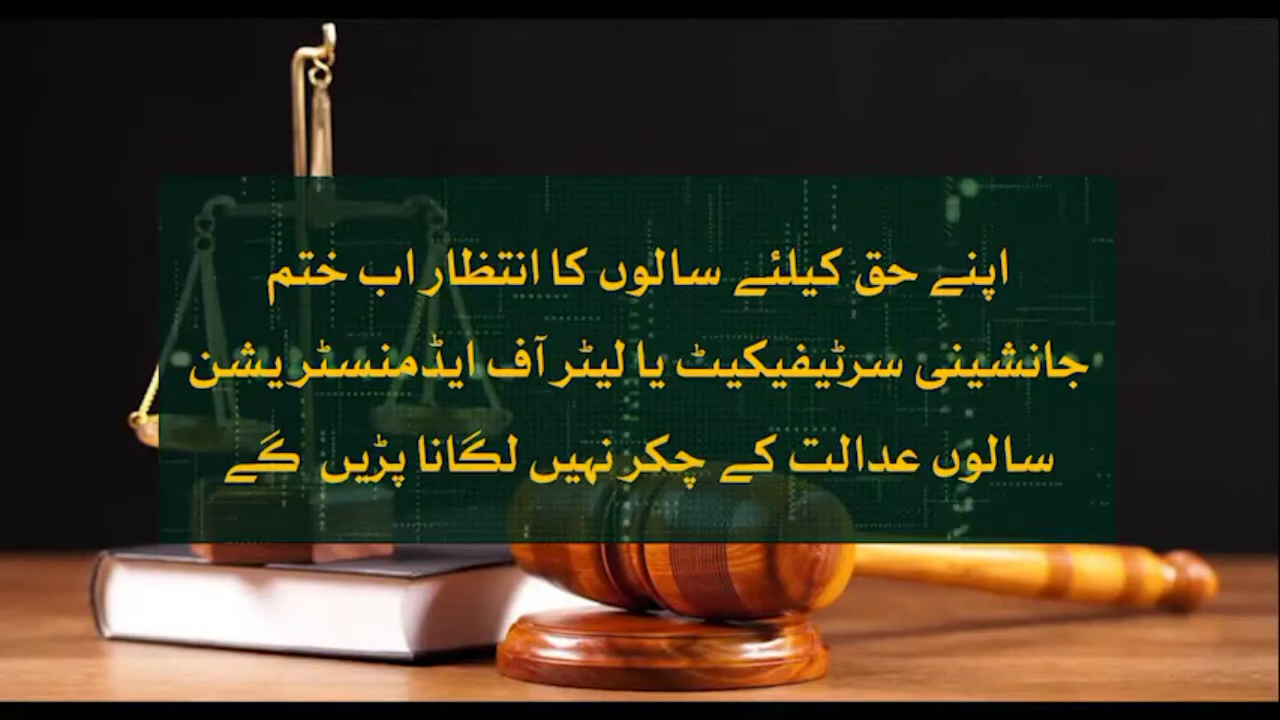 اپنے حق کیلئے سالوں کا انتظار اب ختم
جانشینی سرٹیفیکیٹ یا لیٹر آف ایڈمنسٹریشن
سالوں عدالت کے چکر نہیں لگانا پڑیں گے